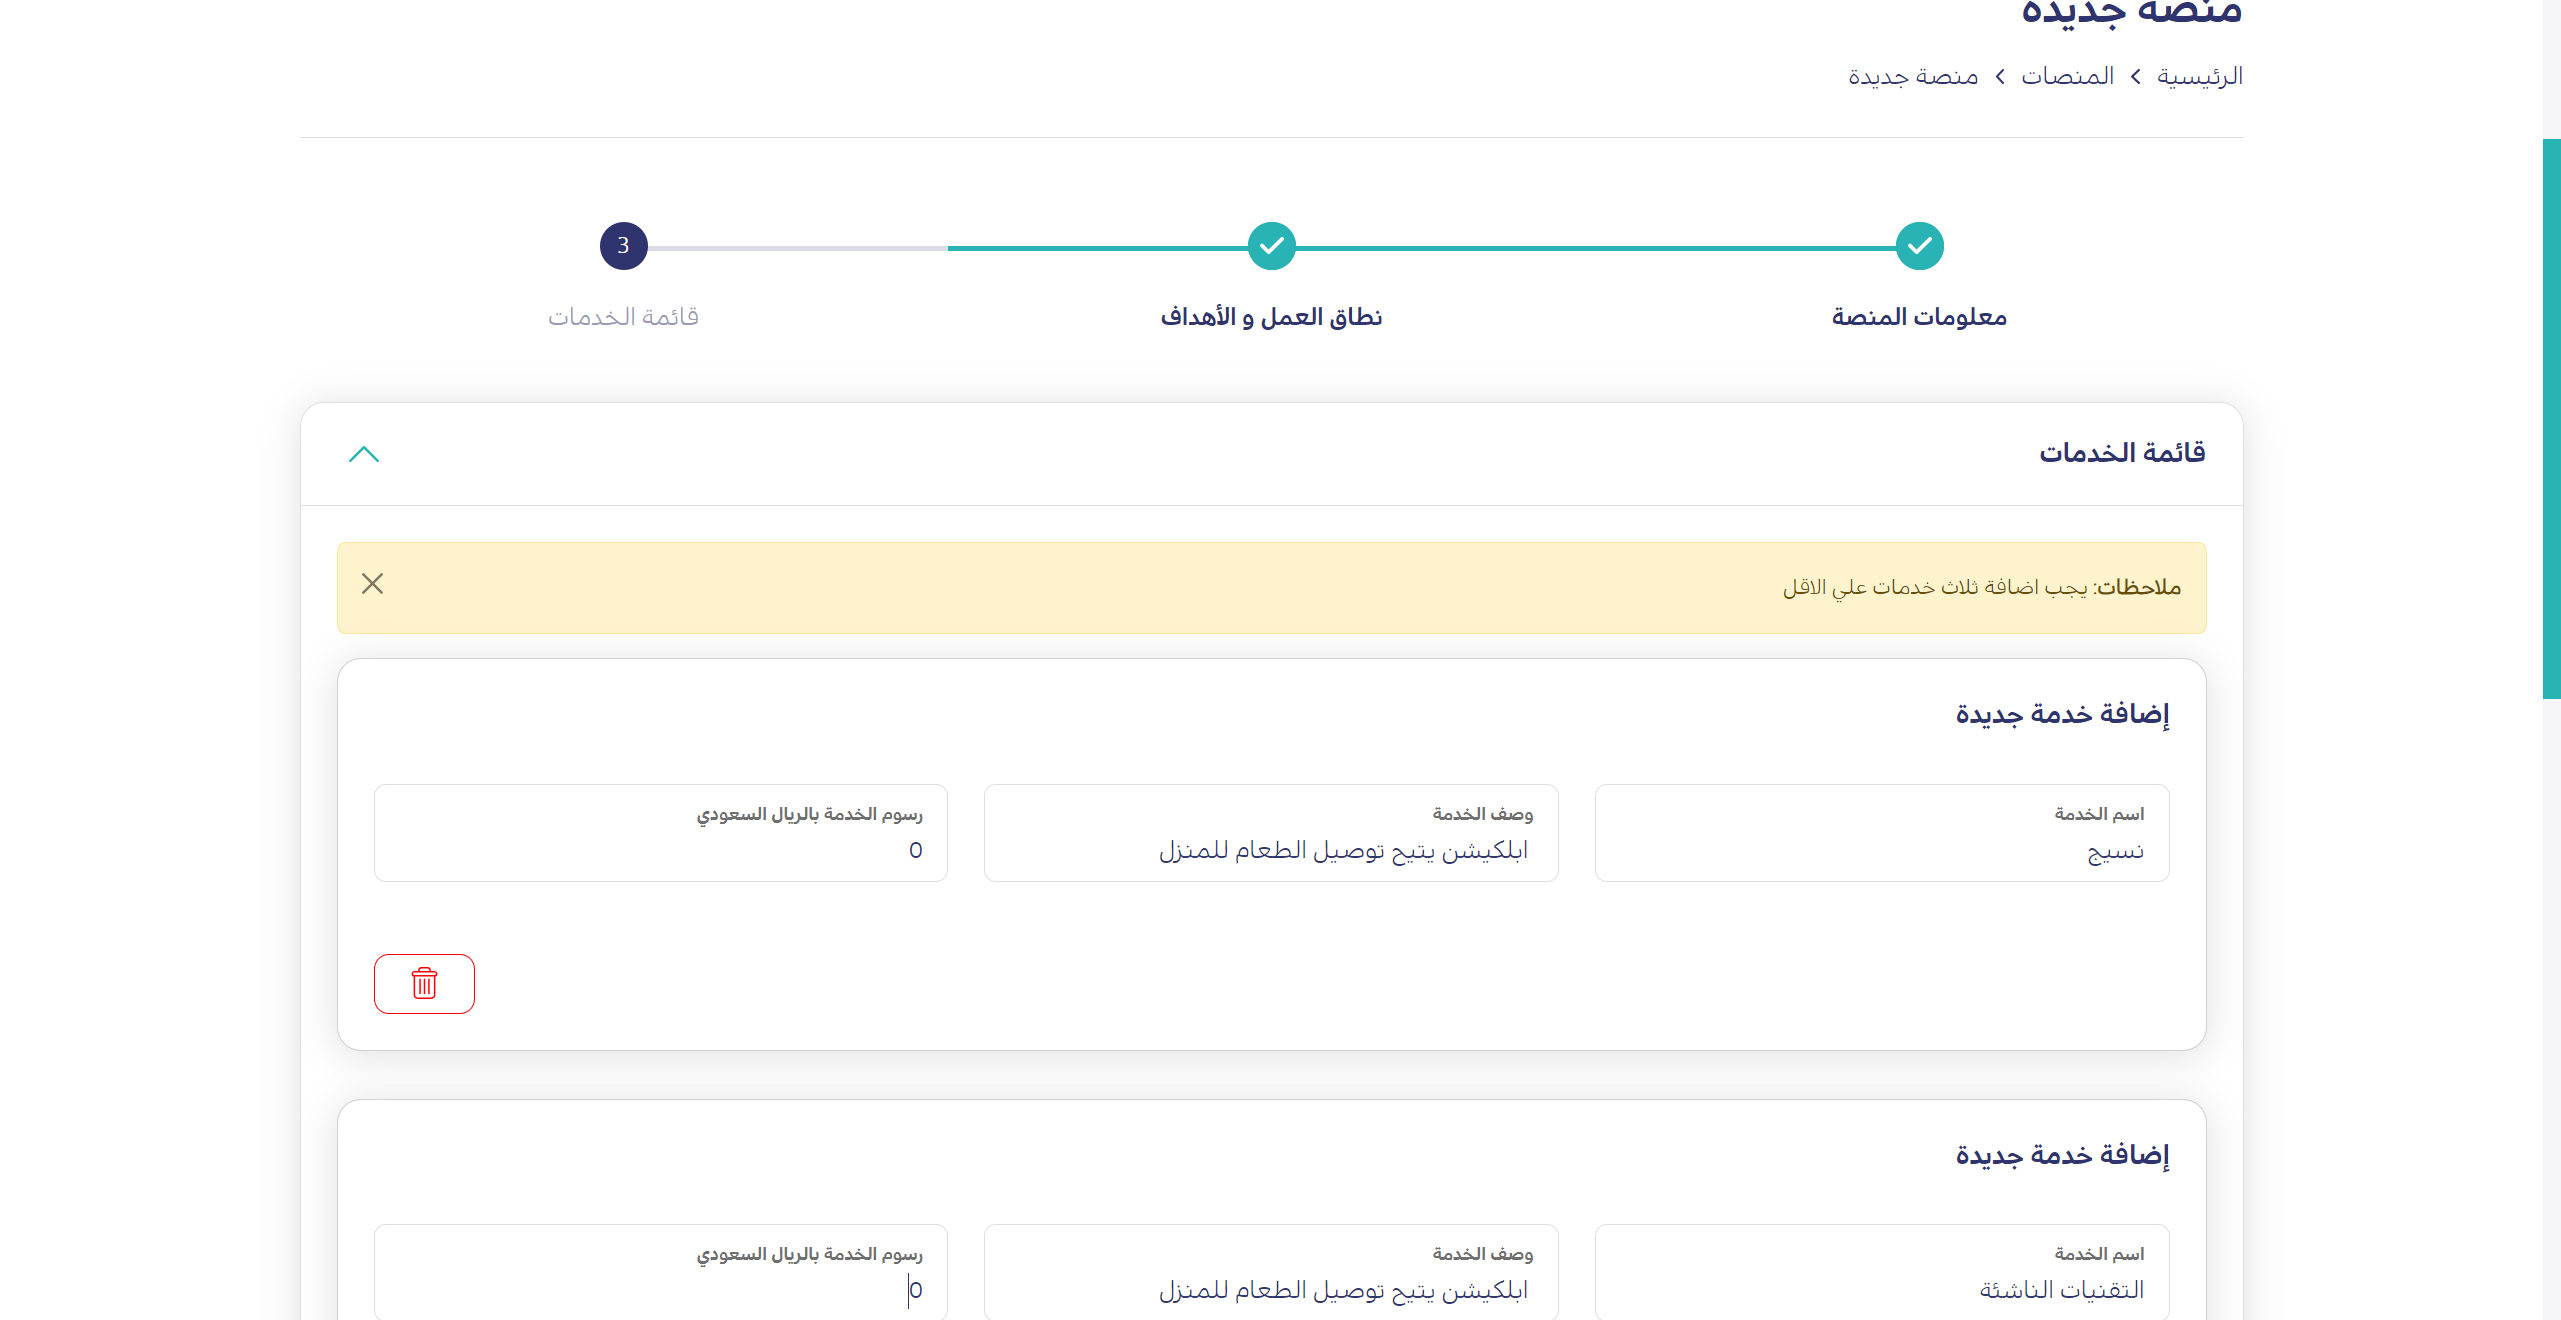 منصة جديدة
الرئيسية > المنصات > منصة جديدة
معلومات المنصة
نطاق العمل و الأهداف
3
قائمة الخدمات
قائمة الخدمات
ملاحظات: يجب اضافة ثلاث خدمات علي الاقل
إضافة خدمة جديدة
اسم الخدمة
نسيج
وصف الخدمة
ابلكيشن يتيح توصيل الطعام للمنزل
رسوم الخدمة بالريال السعودي
0
إضافة خدمة جديدة
اسم الخدمة
التقنيات الناشئة
وصف الخدمة
ابلكيشن يتيح توصيل الطعام للمنزل
رسوم الخدمة بالريال السعودي
0